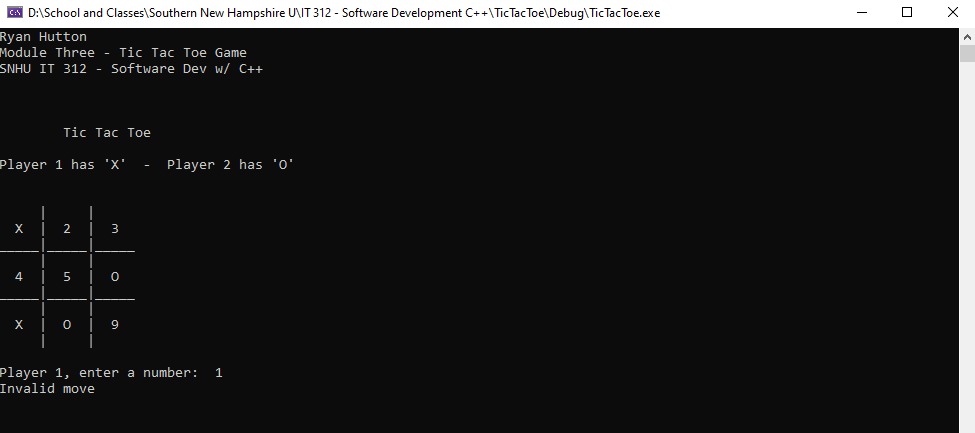 D:\School and Classes\Southern New Hampshire U\IT 312 - Software Development C++\TicTacToe\Debug\TicTacToe.exe
Ryan Hutton
Module Three - Tic Tac Toe Game
SNHU IT 312 - Software Dev w/ C++
Tic Tac Toe
Player 1 has 'X'  -  Player 2 has 'O'
     |     |
  X  |  2  |  3
_____|_____|_____
     |     |
  4  |  5  |  O
_____|_____|_____
     |     |
  X  |  O  |  9
     |     |
Player 1, enter a number:  1
Invalid move